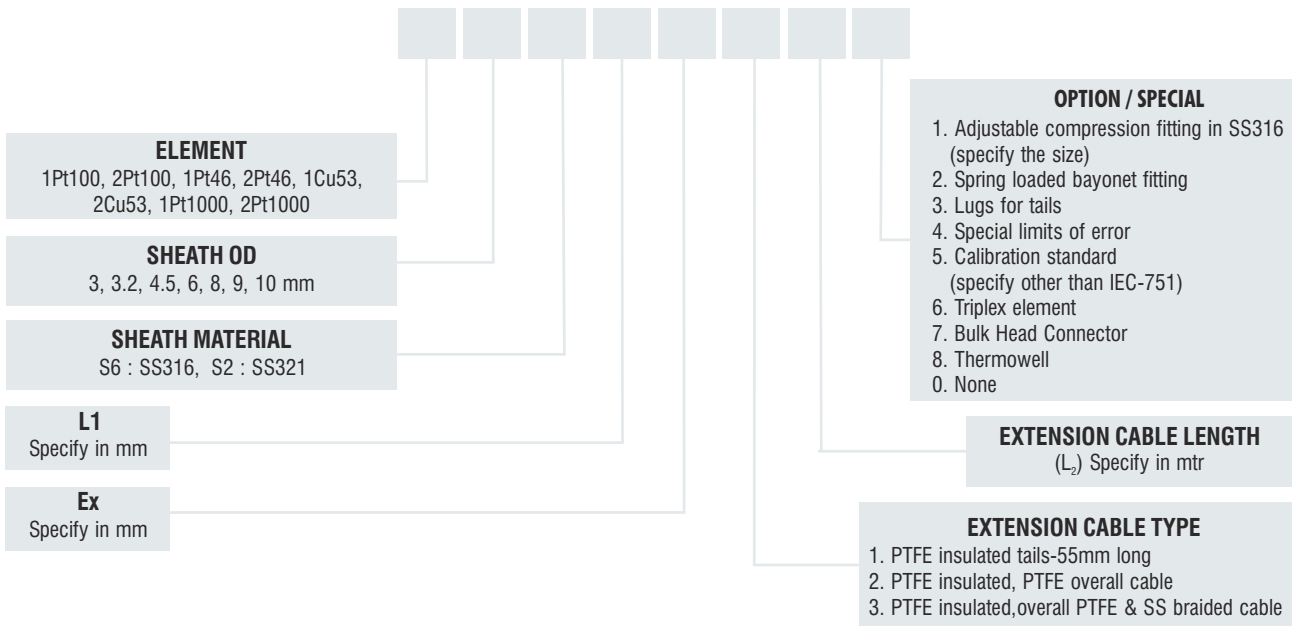 ELEMENT
1Pt100, 2Pt100, 1Pt46, 2Pt46, 1Cu53,
2Cu53, 1Pt1000, 2Pt1000
SHEATH OD
3, 3.2, 4.5, 6, 8, 9, 10 mm
SHEATH MATERIAL
S6 : SS316, S2 : SS321
L1
Specify in mm
Ex
Specify in mm
OPTION / SPECIAL
1. Adjustable compression fitting in SS316
(specify the size)
2. Spring loaded bayonet fitting
3. Lugs for tails
4. Special limits of error
5. Calibration standard
(specify other than IEC-751)
6. Triplex element
7. Bulk Head Connector
8. Thermowell
0. None
EXTENSION CABLE LENGTH
(L₂) Specify in mtr
EXTENSION CABLE TYPE
1. PTFE insulated tails-55mm long
2. PTFE insulated, PTFE overall cable
3. PTFE insulated,overall PTFE & SS braided cable